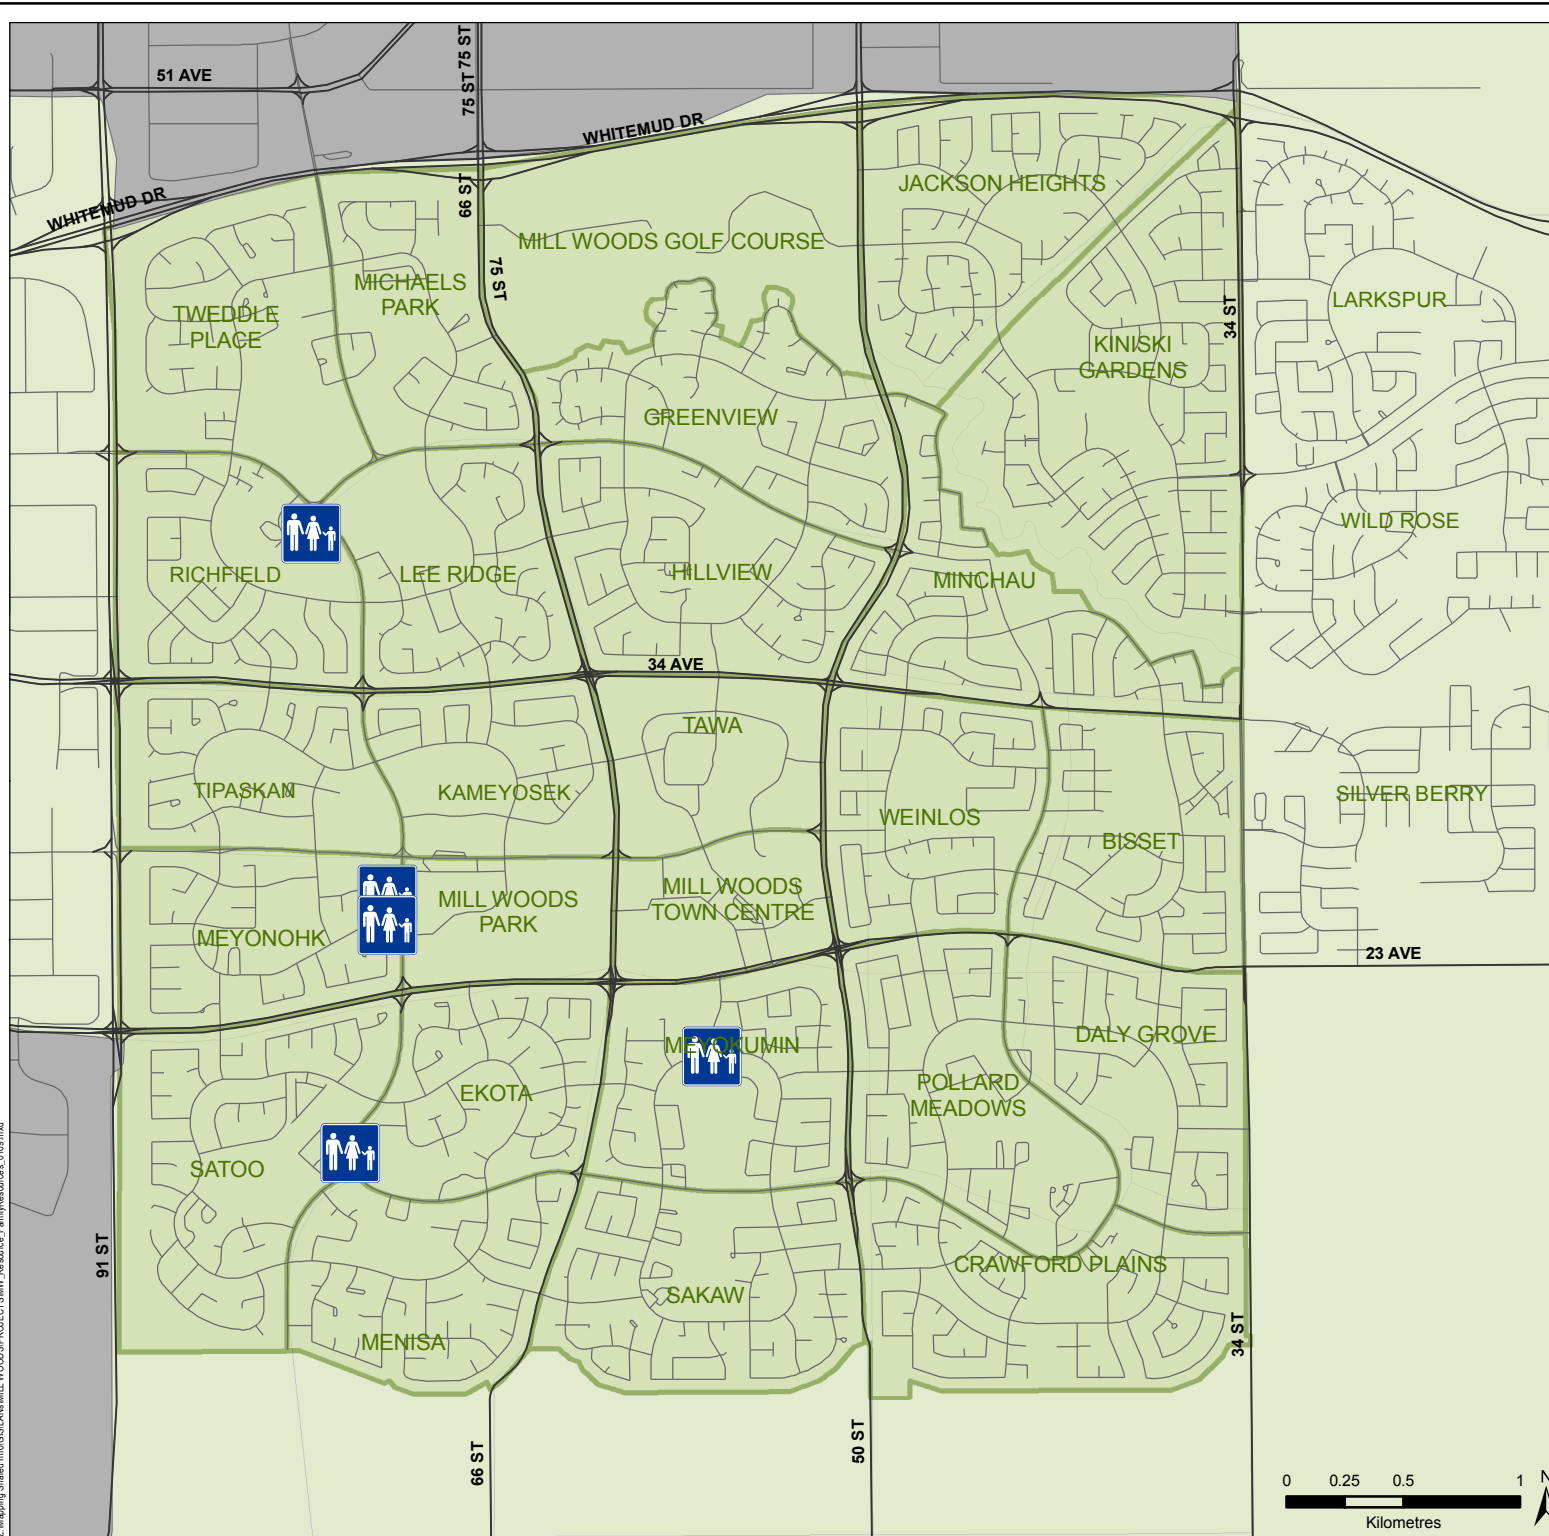 75 ST
51 AVE
75 ST
WHITEMUD DR
JACKSON HEIGHTS
66 ST
WHITEMUD DR
MILL WOODS GOLF COURSE
75 ST
MICHAELS
PARK
LARKSPUR
TWEDDLE
PLACE
34 ST
KINISKI
GARDENS
GREENVIEW
WILD ROSE
RICHFIELD
LEE RIDGE
HILLVIEW
MINCHAU
34 AVE
TAWA
TIPASKAN
KAMEYOSEK
SILVER BERRY
WEINLOS
BISSET
MILL WOODS
PARK
MILL WOODS
TOWN CENTRE
MEYONOHK
23 AVE
DALY GROVE
MEYOKUMIN
EKOTA
POLLARD
MEADOWS
SATOO
91 ST
CRAWFORD PLAINS
SAKAW
34 ST
MENISA
50 ST
66 ST
0 0.25 0.5 1
Kilometres
N